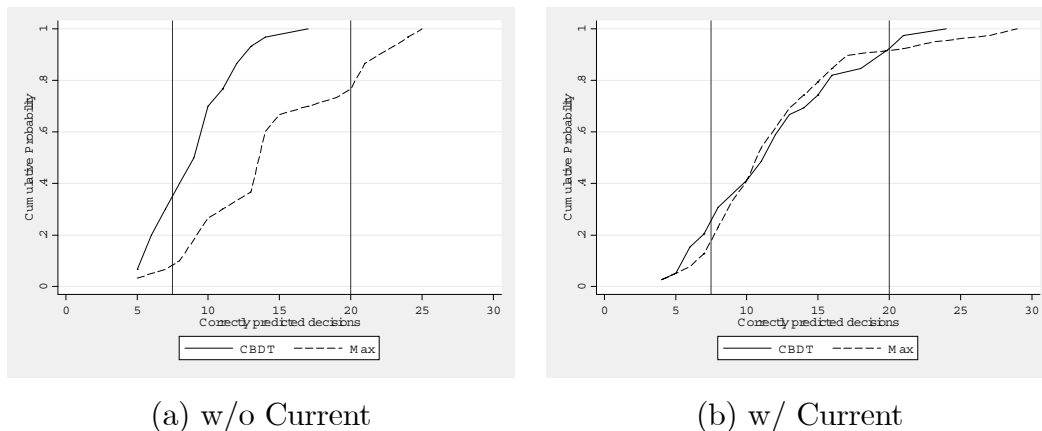 Cumulative Probability
1
.8
.6
.4
.2
0
0 5 10 15 20 25 30
Correctly predicted decisions
CBDT Max
(a) w/o Current
Cumulative Probability
1
.8
.6
.4
.2
0
0 5 10 15 20 25 30
Correctly predicted decisions
CBDT Max
(b) w/ Current